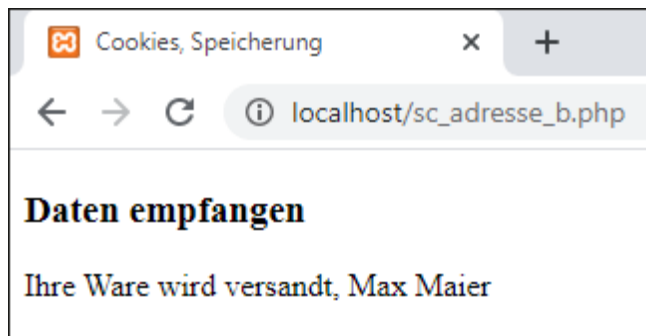 Cookies, Speicherung
localhost/sc_adresse_b.php
Daten empfangen
Ihre Ware wird versandt, Max Maier